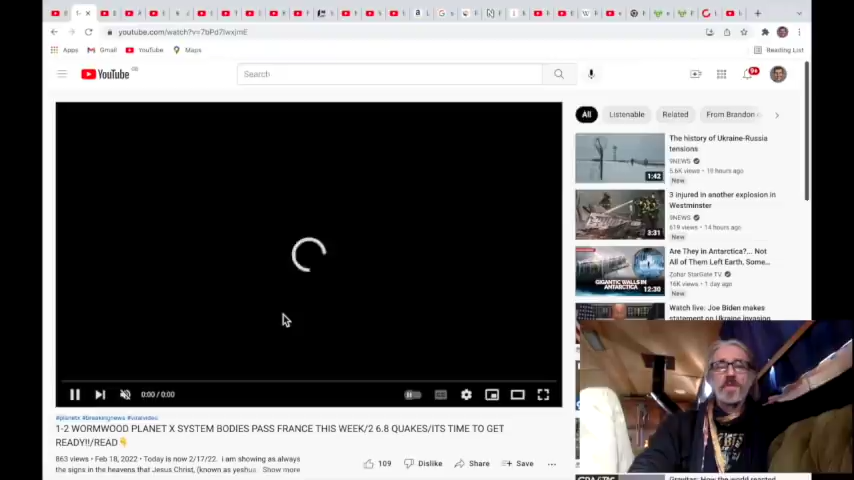 youtube.com/watch?v=7bPd7IwxjmE
Apps Gmail YouTube Maps Reading List
YouTube
Search
9+
All Listenable Related From Brandon
The history of Ukraine-Russia
tensions
9NEWS
5.6K views • 19 hours ago
New
1:42
3 injured in another explosion in
Westminster
9NEWS
619 views • 14 hours ago
New
3:31
Are They in Antarctica?... Not
All of Them Left Earth, Some...
Zohar StarGate TV
16K views • 1 day ago
New
GIGANTIC WALLS IN
ANTARCTICA
12:30
Watch live: Joe Biden makes
statement on Ukraine invasion
0:00 / 0:00
#planetx #breakingnews #viralvideo
1-2 WORMWOOD PLANET X SYSTEM BODIES PASS FRANCE THIS WEEK/2 6.8 QUAKES/ITS TIME TO GET
READY!!/READ👇
863 views • Feb 18, 2022 • Today is now 2/17/22. i am showing as always
the signs in the heavens that Jesus Christ, (known as yeshua Show more
109 Dislike Share Save